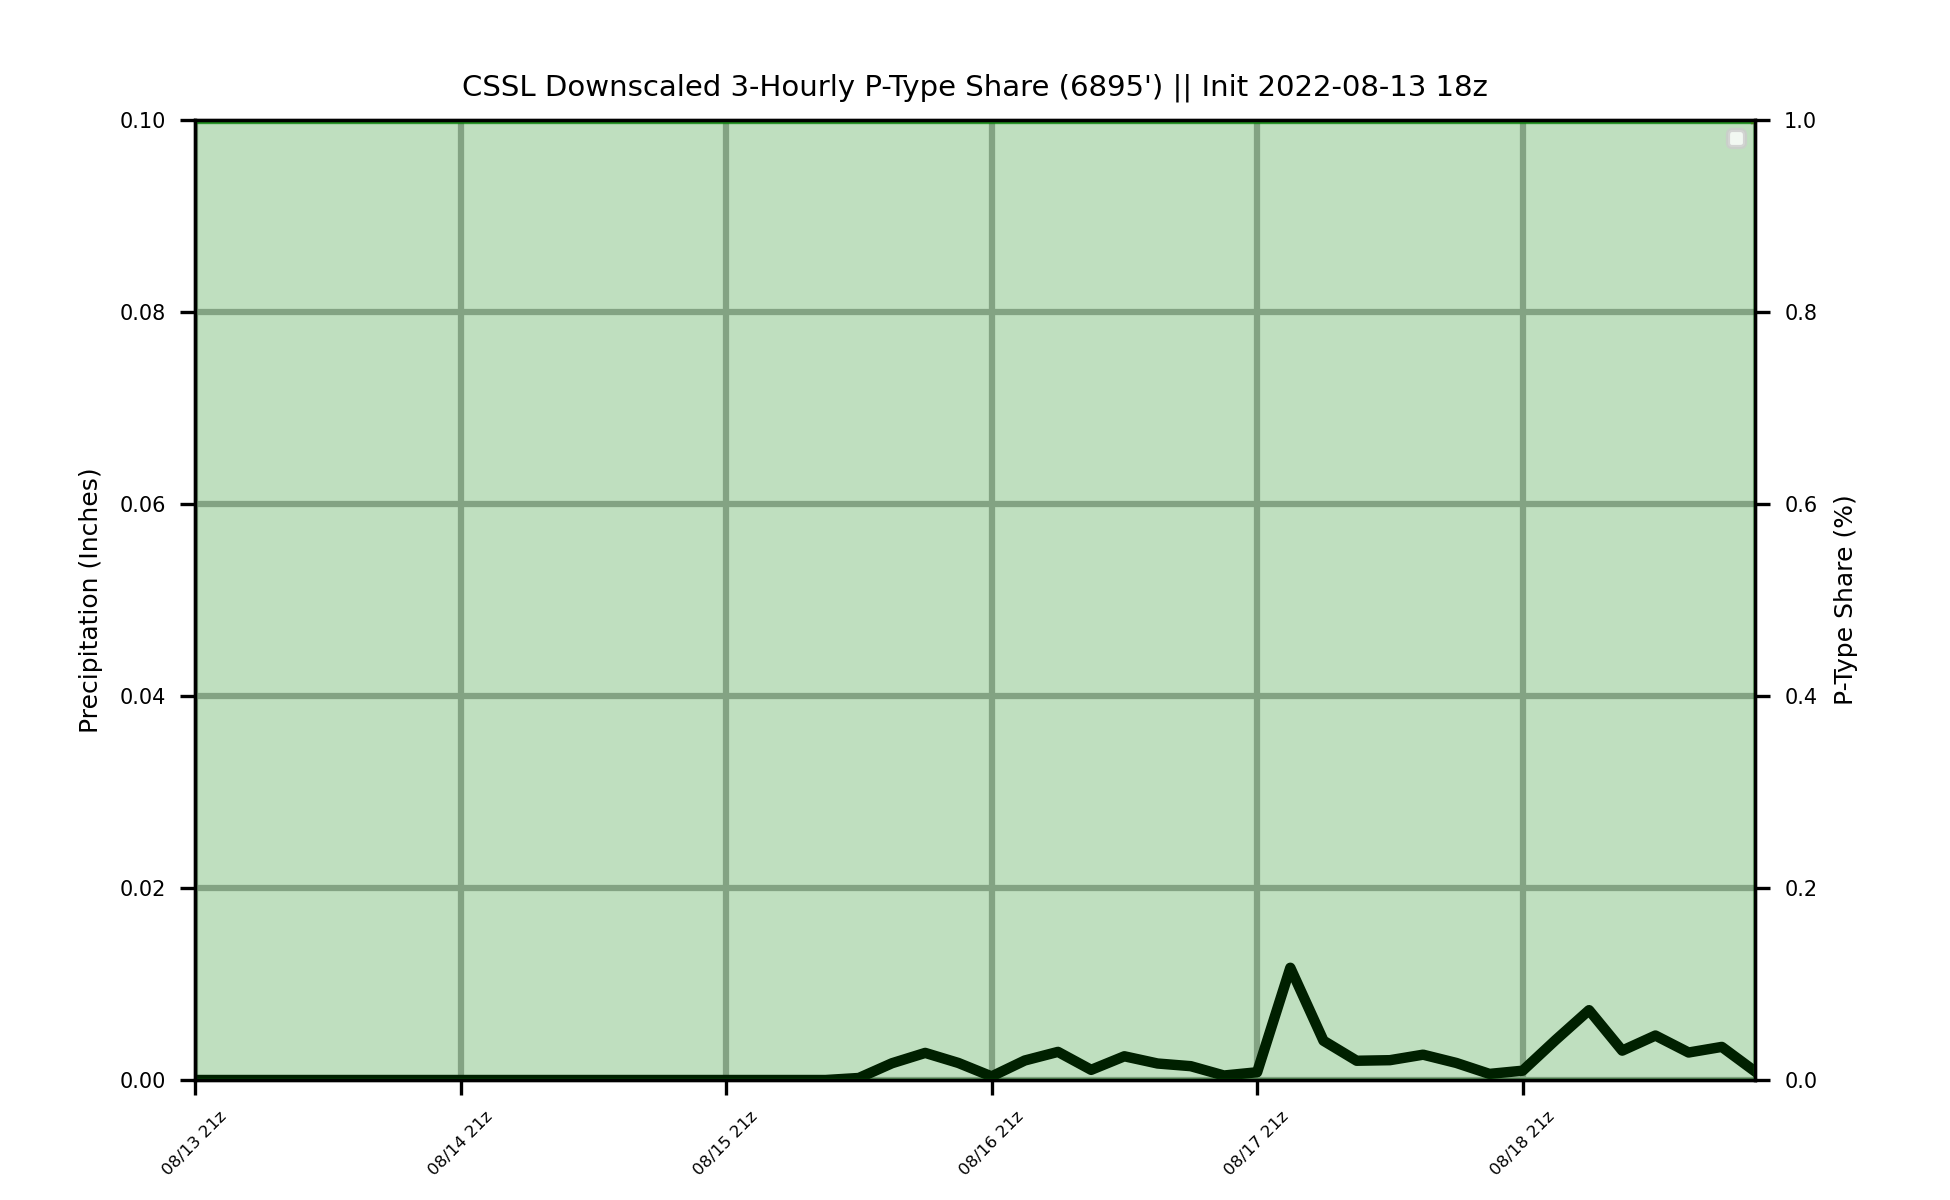 CSSL Downscaled 3-Hourly P-Type Share (6895') || Init 2022-08-13 18z
0.10
0.08
0.06
0.04
0.02
0.00
Precipitation (Inches)
1.0
0.8
0.6
0.4
0.2
0.0
P-Type Share (%)
08/13 21z
08/14 21z
08/15 21z
08/16 21z
08/17 21z
08/18 21z